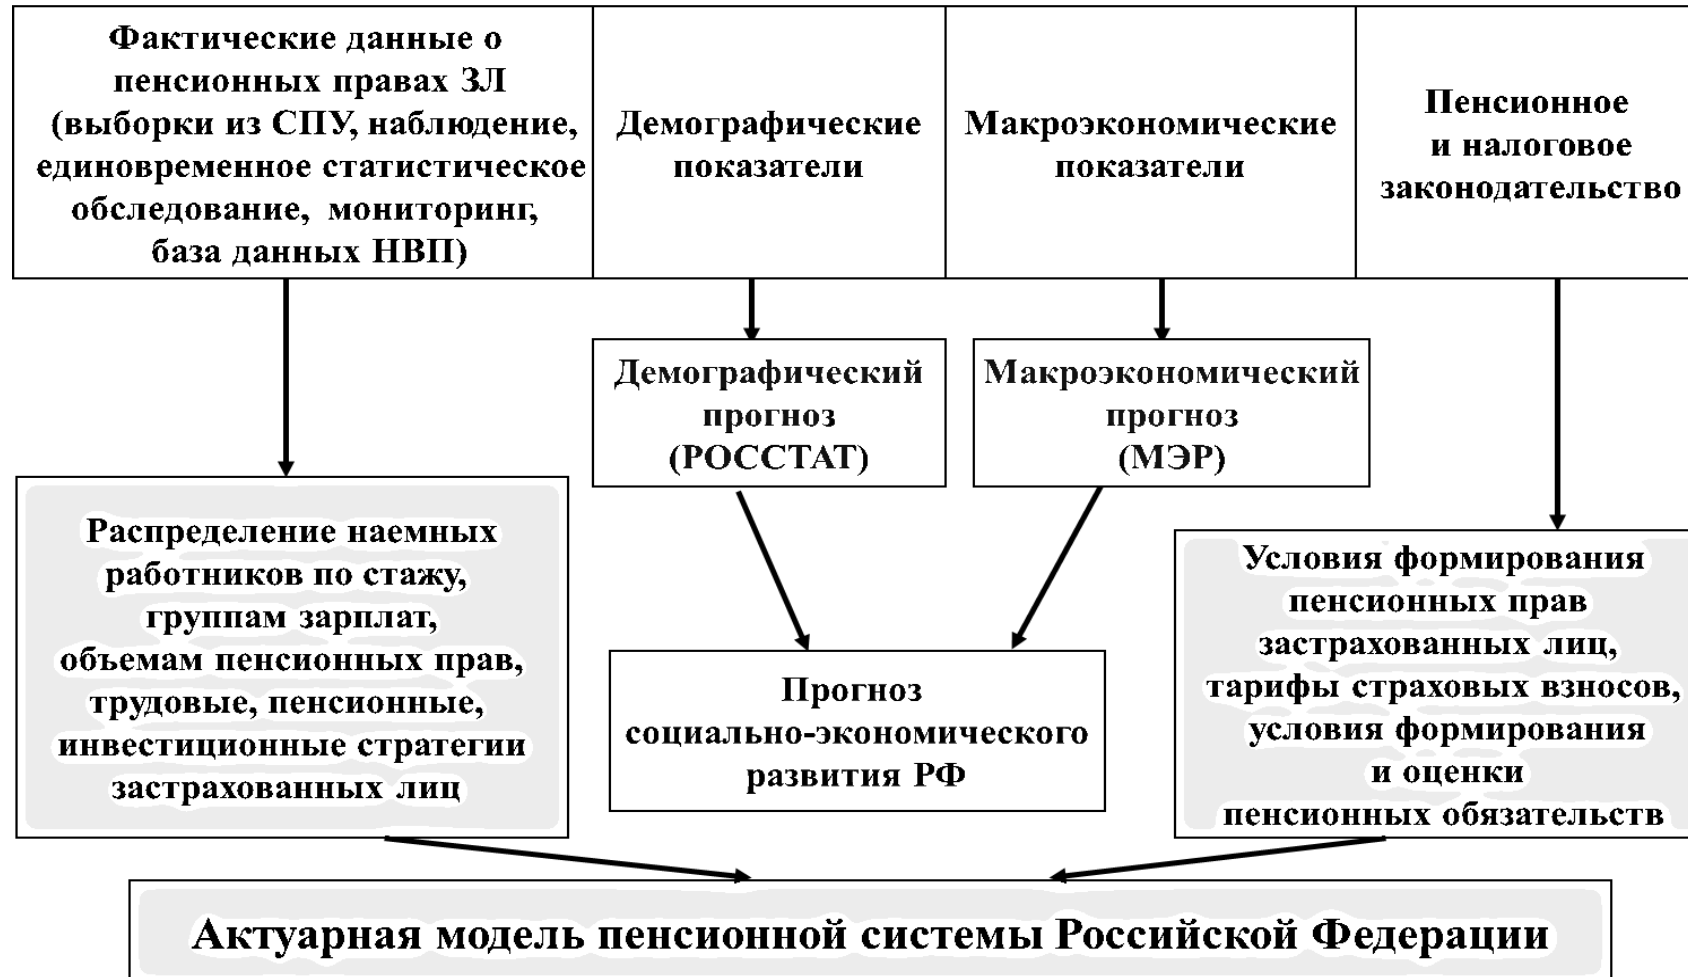 Фактические данные о
пенсионных правах ЗЛ
(выборки из СПУ, наблюдение,
единовременное статистическое
обследование, мониторинг,
база данных НВП)
Демографические
показатели
Макроэкономические
показатели
Пенсионное
и налоговое
законодательство
Демографический
прогноз
(РОССТАТ)
Макроэкономический
прогноз
(МЭР)
Распределение наемных
работников по стажу,
группам зарплат,
объемам пенсионных прав,
трудовые, пенсионные,
инвестиционные стратегии
застрахованных лиц
Прогноз
социально-экономического
развития РФ
Условия формирования
пенсионных прав
застрахованных лиц,
тарифы страховых взносов,
условия формирования
и оценки
пенсионных обязательств
Актуарная модель пенсионной системы Российской Федерации